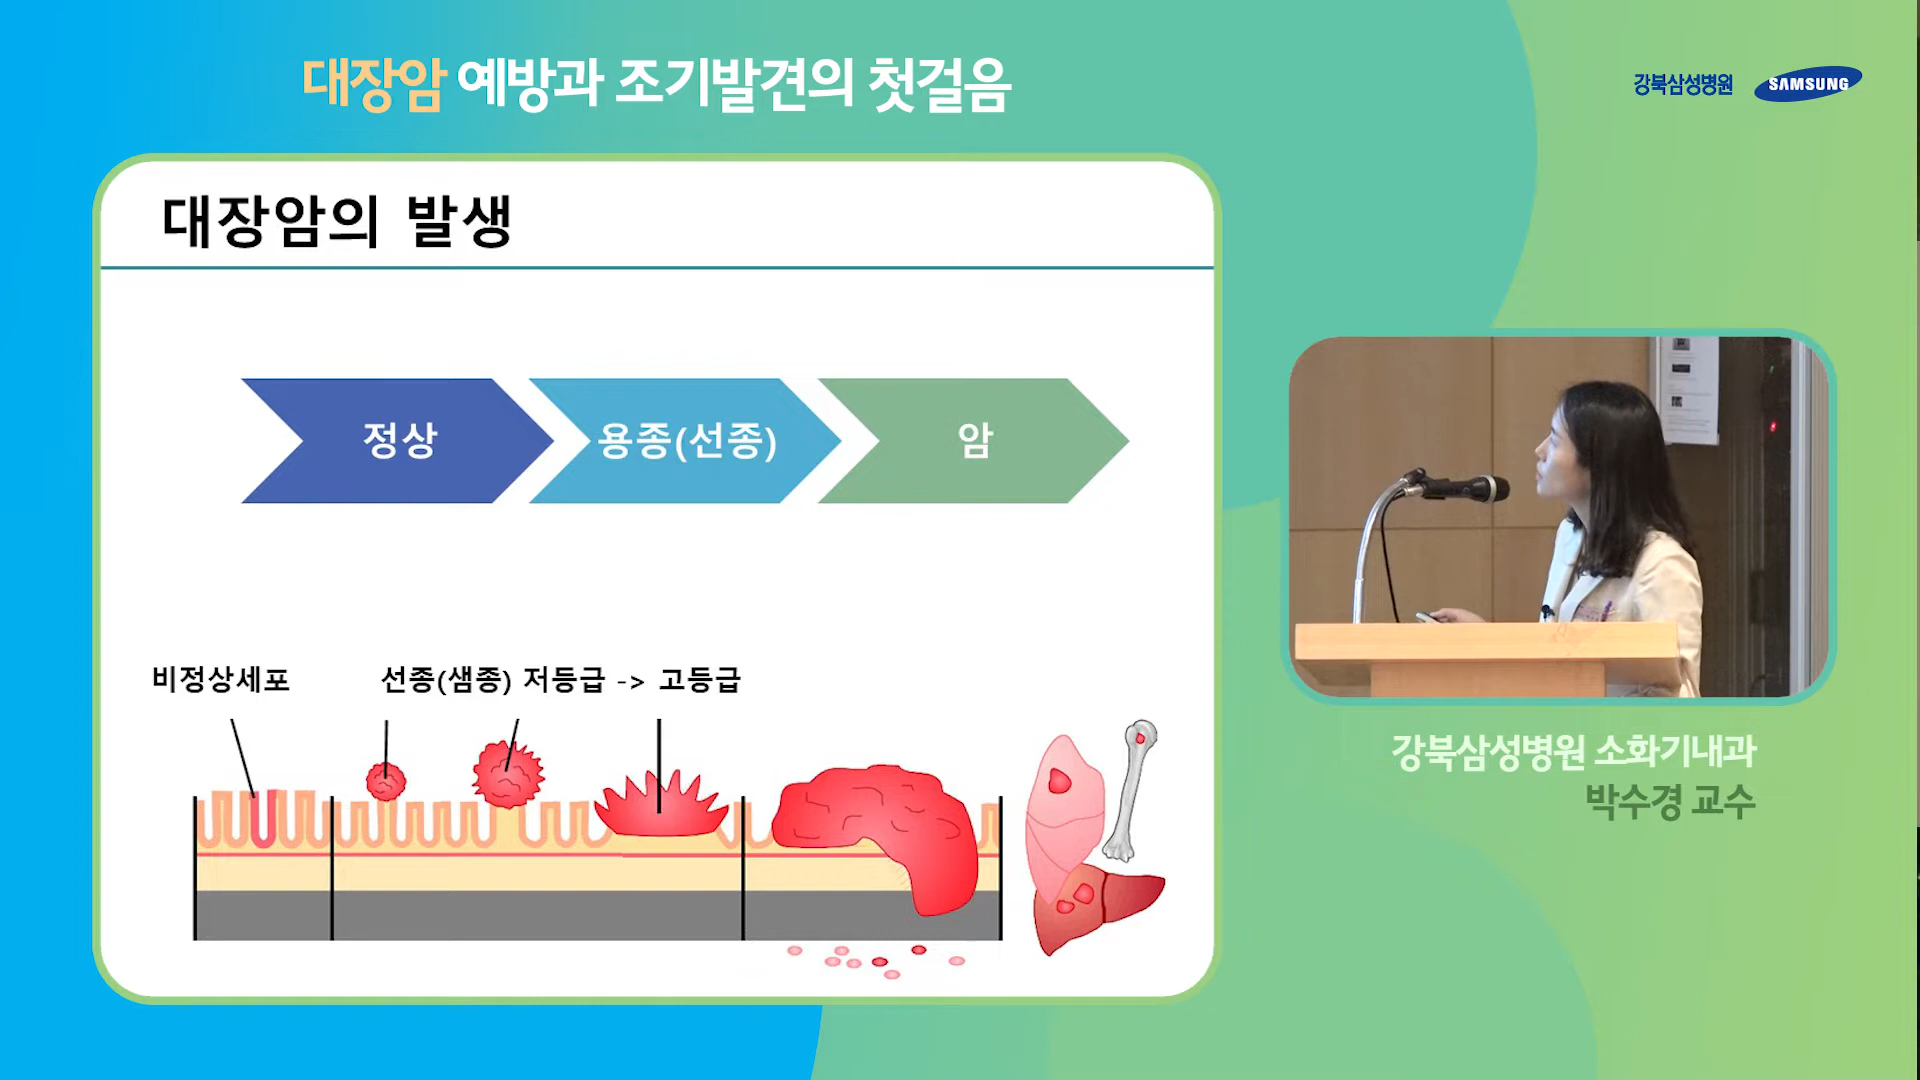 대장암 예방과 조기발견의 첫걸음
강북삼성병원 SAMSUNG
대장암의 발생
정상 용종(선종) 암
비정상세포 선종(샘종) 저등급 -> 고등급
강북삼성병원 소화기내과
박수경 교수